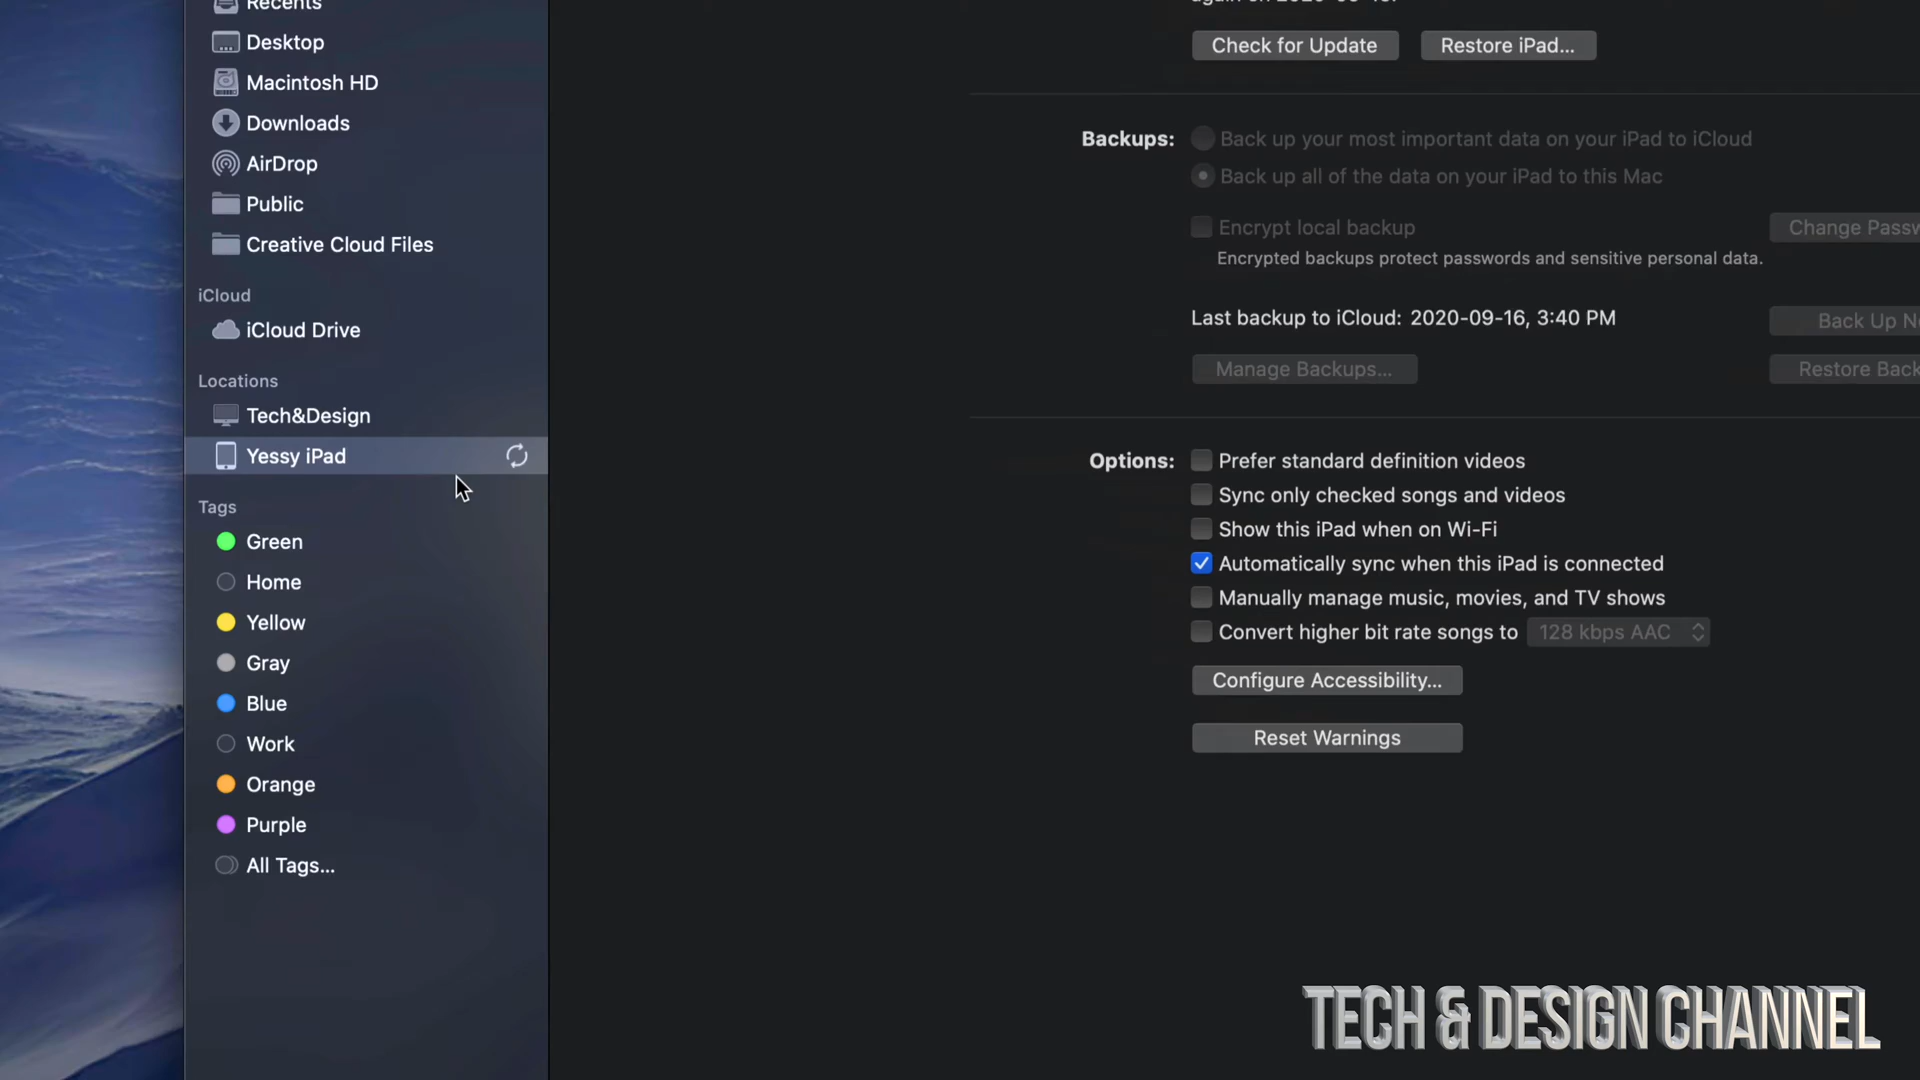 Recents
Desktop
Macintosh HD
Downloads
AirDrop
Public
Creative Cloud Files
iCloud
iCloud Drive
Locations
Tech&Design
Yessy iPad
Tags
Green
Home
Yellow
Gray
Blue
Work
Orange
Purple
All Tags...
Check for Update Restore iPad...
Backups: Back up your most important data on your iPad to iCloud
Back up all of the data on your iPad to this Mac
Encrypt local backup Change Passw
Encrypted backups protect passwords and sensitive personal data.
Last backup to iCloud: 2020-09-16, 3:40 PM Back Up N
Manage Backups... Restore Back
Options: Prefer standard definition videos
Sync only checked songs and videos
Show this iPad when on Wi-Fi
Automatically sync when this iPad is connected
Manually manage music, movies, and TV shows
Convert higher bit rate songs to 128 kbps AAC
Configure Accessibility...
Reset Warnings
TECH & DESIGN CHANNEL